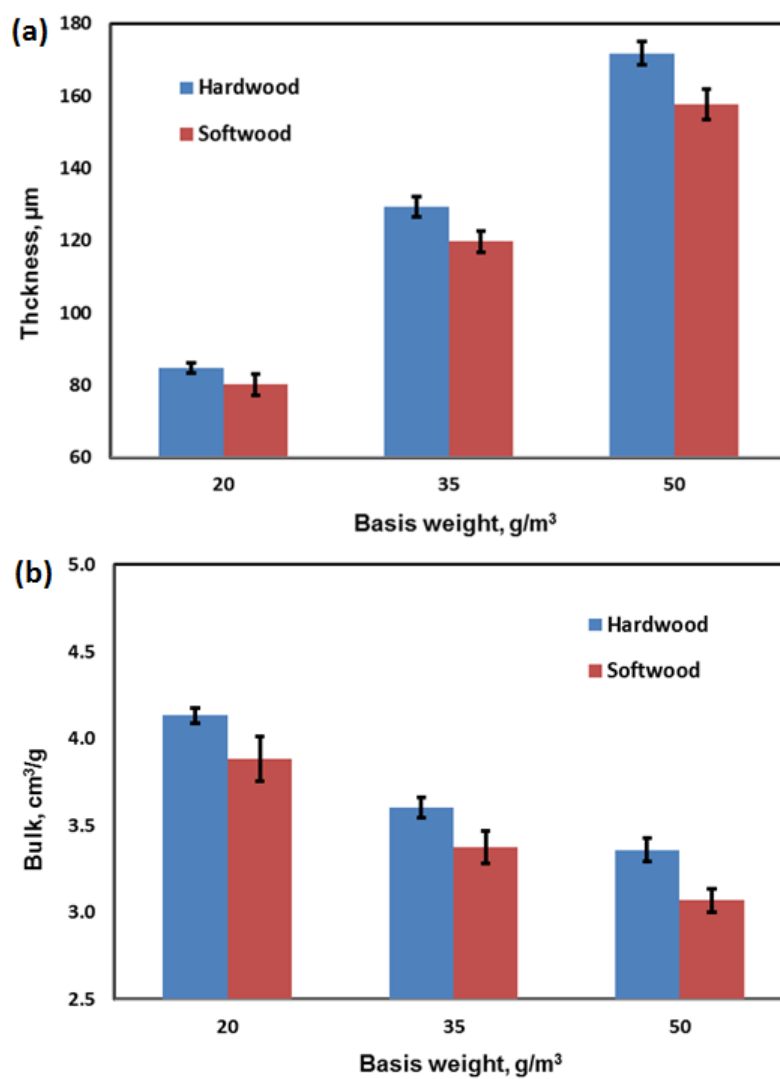 (a)
180
160
140
120
100
80
60
Thckness, µm
Hardwood
Softwood
20 35 50
Basis weight, g/m³
(b)
5.0
4.5
4.0
3.5
3.0
2.5
Bulk, cm³/g
Hardwood
Softwood
20 35 50
Basis weight, g/m³